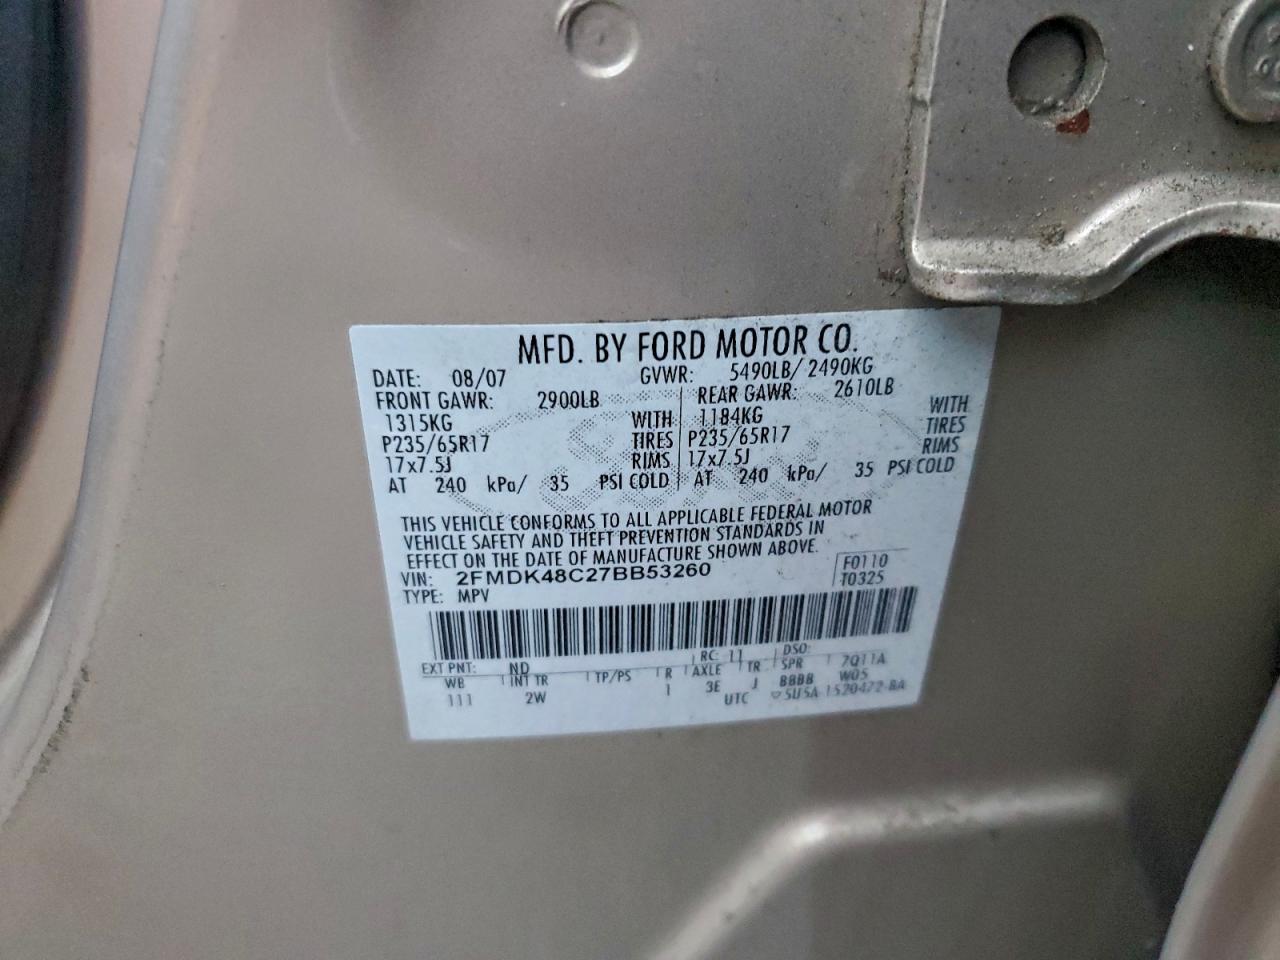 MFD. BY FORD MOTOR CO.
DATE: 08/07 GVWR: 5490LB/ 2490KG
FRONT GAWR: 2900LB REAR GAWR: 2610LB
1315KG WITH 1184KG WITH
P235/65R17 TIRES P235/65R17 TIRES
17x7.5J RIMS 17x7.5J RIMS
AT 240 kPa/ 35 PSI COLD AT 240 kPa/ 35 PSI COLD
THIS VEHICLE CONFORMS TO ALL APPLICABLE FEDERAL MOTOR
VEHICLE SAFETY AND THEFT PREVENTION STANDARDS IN
EFFECT ON THE DATE OF MANUFACTURE SHOWN ABOVE.
VIN: 2FMDK48C27BB53260 F0110
TYPE: MPV T0325
EXT PNT: ND RC: 11 DSO:
WB INT TR TP/PS R AXLE TR SPR 7Q11A
111 2W 1 3E J BBBB W05
UTC 5U5A-1520472-BA